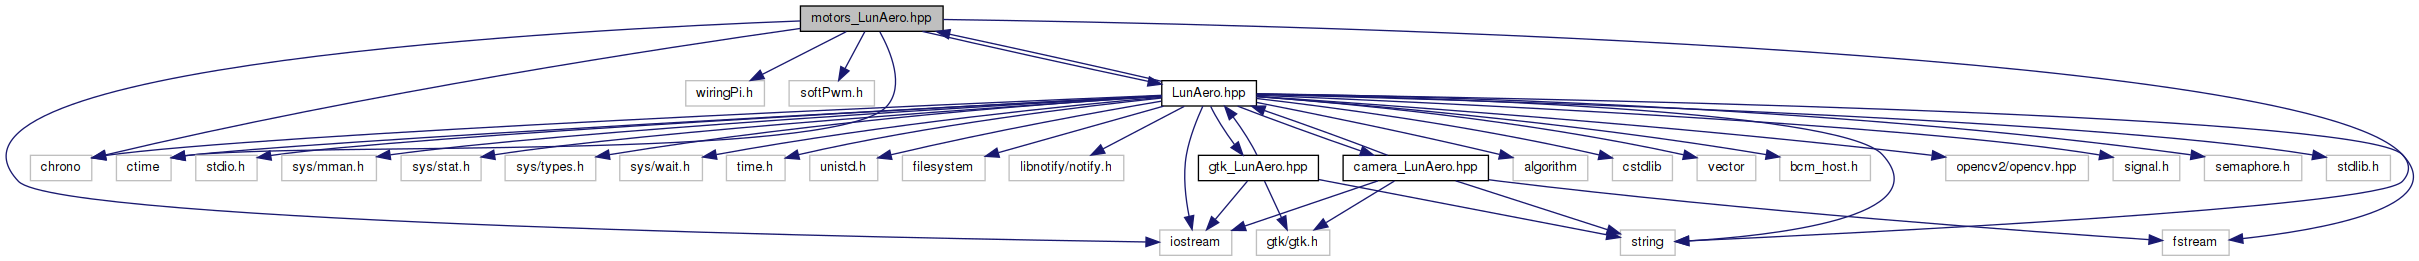 motors_LunAero.hpp
wiringPi.h
softPwm.h
LunAero.hpp
chrono
ctime
stdio.h
sys/mman.h
sys/stat.h
sys/types.h
sys/wait.h
time.h
unistd.h
filesystem
libnotify/notify.h
gtk_LunAero.hpp
camera_LunAero.hpp
algorithm
cstdlib
vector
bcm_host.h
opencv2/opencv.hpp
signal.h
semaphore.h
stdlib.h
iostream
gtk/gtk.h
string
fstream